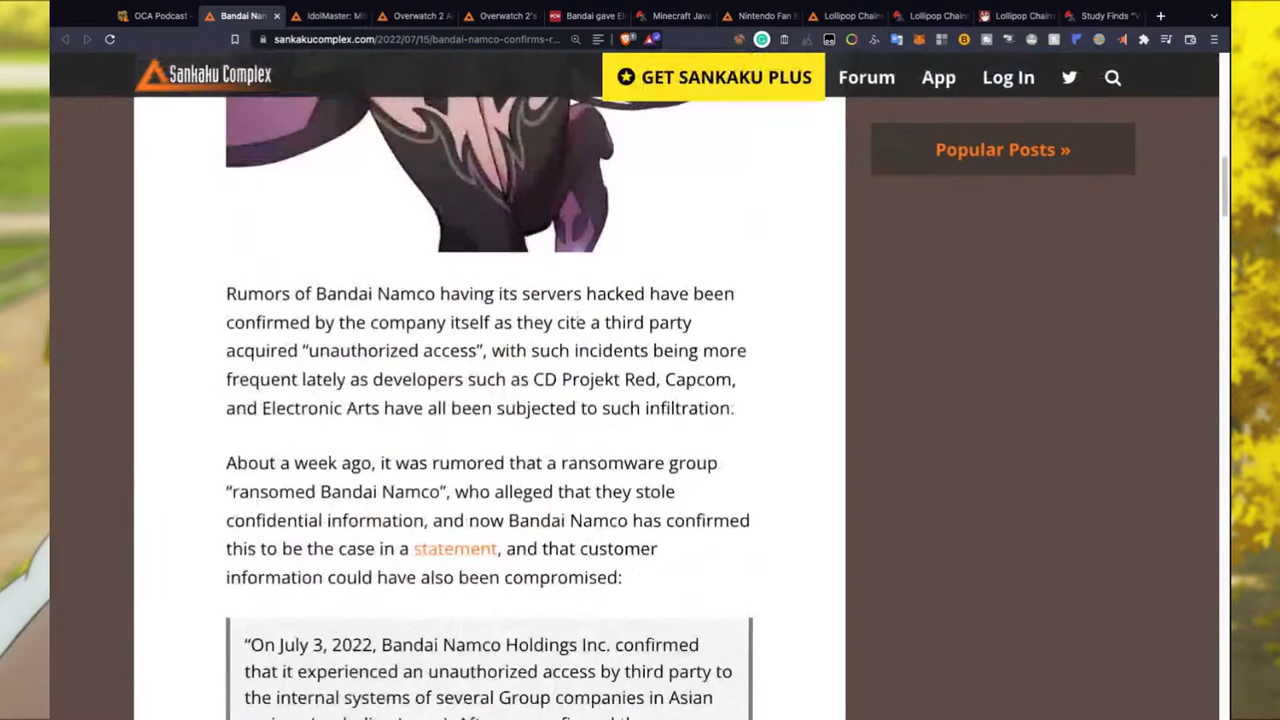 OCA Podcast
Bandai Nam
IdolMaster: Mi
Overwatch 2 A
Overwatch 2's
Bandai gave El
Minecraft Java
Nintendo Fan E
Lollipop Chain
Lollipop Chain
Lollipop Chain
Study Finds "V
sankakucomplex.com/2022/07/15/bandai-namco-confirms-r...
Sankaku Complex
GET SANKAKU PLUS
Forum
App
Log In
Popular Posts »
Rumors of Bandai Namco having its servers hacked have been
confirmed by the company itself as they cite a third party
acquired “unauthorized access”, with such incidents being more
frequent lately as developers such as CD Projekt Red, Capcom,
and Electronic Arts have all been subjected to such infiltration.
About a week ago, it was rumored that a ransomware group
“ransomed Bandai Namco”, who alleged that they stole
confidential information, and now Bandai Namco has confirmed
this to be the case in a statement, and that customer
information could have also been compromised:
“On July 3, 2022, Bandai Namco Holdings Inc. confirmed
that it experienced an unauthorized access by third party to
the internal systems of several Group companies in Asian